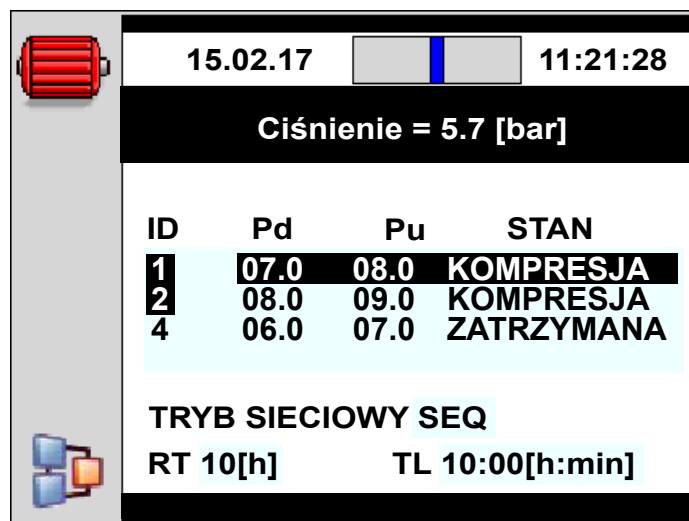 15.02.17 11:21:28
Ciśnienie = 5.7 [bar]
ID Pd Pu STAN
1 07.0 08.0 KOMPRESJA
2 08.0 09.0 KOMPRESJA
4 06.0 07.0 ZATRZYMANA
TRYB SIECIOWY SEQ
RT 10[h] TL 10:00[h:min]